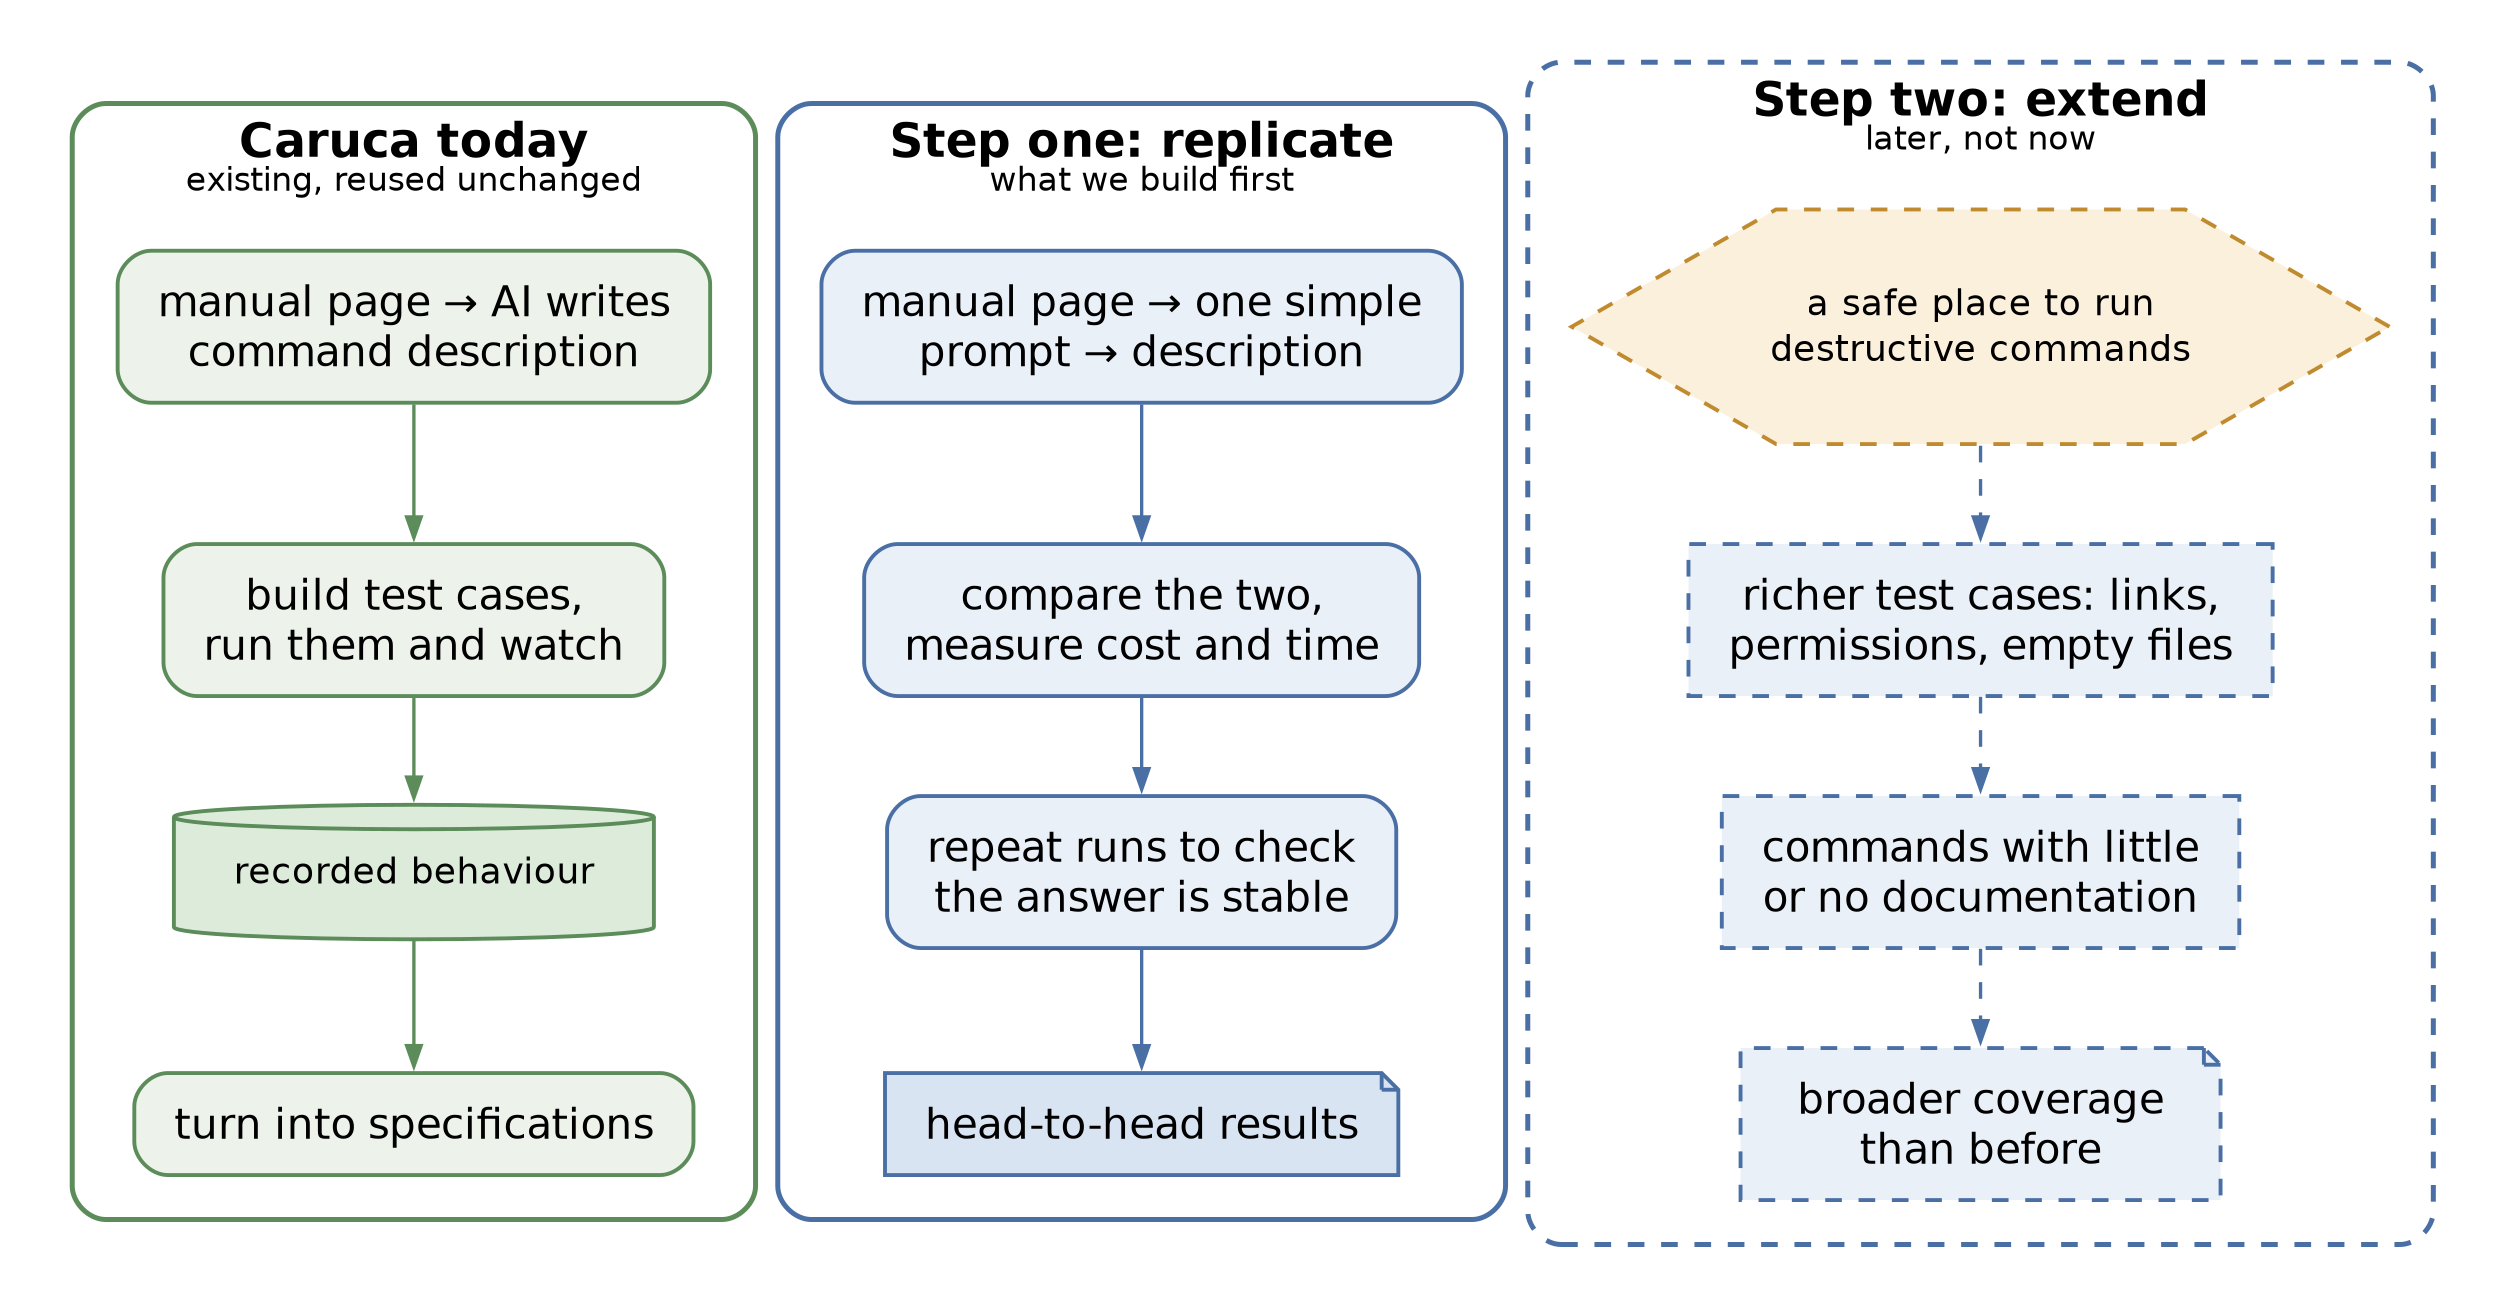 Caruca today
existing, reused unchanged
manual page → AI writes
command description
build test cases,
run them and watch
recorded behaviour
turn into specifications
Step one: replicate
what we build first
manual page → one simple
prompt → description
compare the two,
measure cost and time
repeat runs to check
the answer is stable
head-to-head results
Step two: extend
later, not now
a safe place to run
destructive commands
richer test cases: links,
permissions, empty files
commands with little
or no documentation
broader coverage
than before